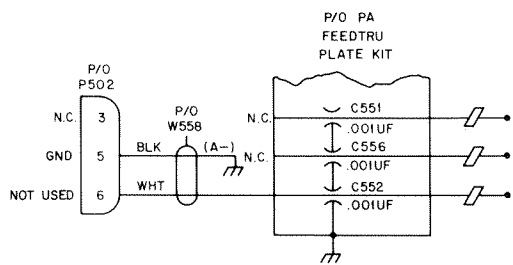 P/O PA
FEEDTRU
PLATE KIT
P/O
P502
N.C. 3
P/O
W558
N.C.
C551
.001UF
GND 5 BLK (A-)
N.C.
C556
.001UF
NOT USED 6 WHT
C552
.001UF